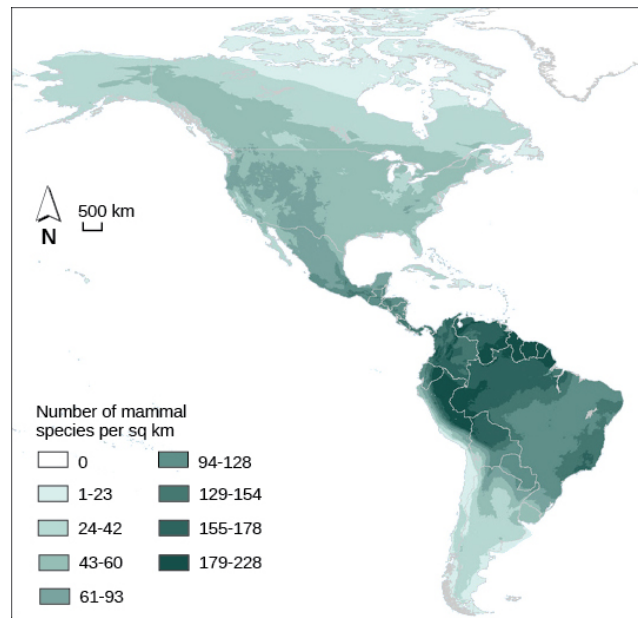 500 km
N
Number of mammal
species per sq km
0
1-23
24-42
43-60
61-93
94-128
129-154
155-178
179-228